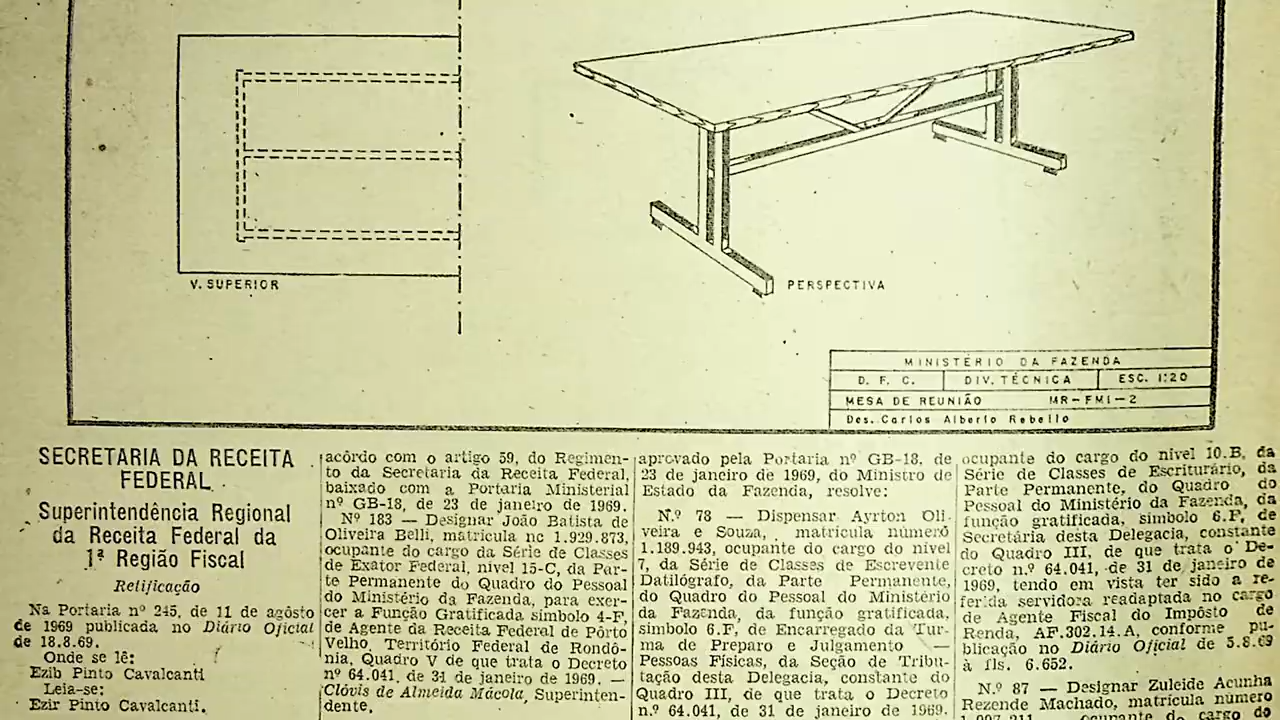 V. SUPERIOR
PERSPECTIVA
MINISTÉRIO DA FAZENDA
D. F. C. DIV. TÉCNICA ESC. 1:20
MESA DE REUNIÃO MR-FMI-2
Des. Carlos Alberto Rebello
SECRETARIA DA RECEITA
FEDERAL
Superintendência Regional
da Receita Federal da
1ª Região Fiscal
Retificação
Na Portaria nº 245, de 11 de agôsto
de 1969 publicada no Diário Oficial
de 18.8.69.
Onde se lê:
Ezib Pinto Cavalcanti
Leia-se:
Ezir Pinto Cavalcanti.
acôrdo com o artigo 59, do Regimen-
to da Secretaria da Receita Federal,
baixado com a Portaria Ministerial
nº GB-18, de 23 de janeiro de 1969.
Nº 183 — Designar João Batista de
Oliveira Belli, matrícula nc 1.929.873,
ocupante do cargo da Série de Classes
de Exator Federal, nível 15-C, da Par-
te Permanente do Quadro do Pessoal
do Ministério da Fazenda, para exer-
cer a Função Gratificada símbolo 4-F,
de Agente da Receita Federal de Pôrto
Velho, Território Federal de Rondô-
nia, Quadro V de que trata o Decreto
nº 64.041, de 31 de janeiro de 1969. —
Clóvis de Almeida Mácola, Superinten-
dente.
aprovado pela Portaria nº GB-18, de
23 de janeiro de 1969, do Ministro de
Estado da Fazenda, resolve:
N.º 78 — Dispensar Ayrton Oli-
veira e Souza, matrícula número
1.189.943, ocupante do cargo do nível
7, da Série de Classes de Escrevente
Datilógrafo, da Parte Permanente,
do Quadro do Pessoal do Ministério
da Fazenda, da função gratificada,
símbolo 6.F, de Encarregado da Tur-
ma de Preparo e Julgamento —
Pessoas Físicas, da Seção de Tribu-
tação desta Delegacia, constante do
Quadro III, de que trata o Decreto
n.º 64.041, de 31 de janeiro de 1969.
ocupante do cargo do nível 10.B, da
Série de Classes de Escriturário, da
Parte Permanente, do Quadro do
Pessoal do Ministério da Fazenda, da
função gratificada, símbolo 6.F, de
Secretária desta Delegacia, constante
do Quadro III, de que trata o De-
creto n.º 64.041, de 31 de janeiro de
1969, tendo em vista ter sido a re-
ferida servidora readaptada no cargo
de Agente Fiscal do Impôsto de
Renda, AF.302.14.A, conforme pu-
blicação no Diário Oficial de 5.8.69
à fls. 6.652.
N.º 87 — Designar Zuleide Acunha
Rezende Machado, matrícula número
ocupante do cargo do